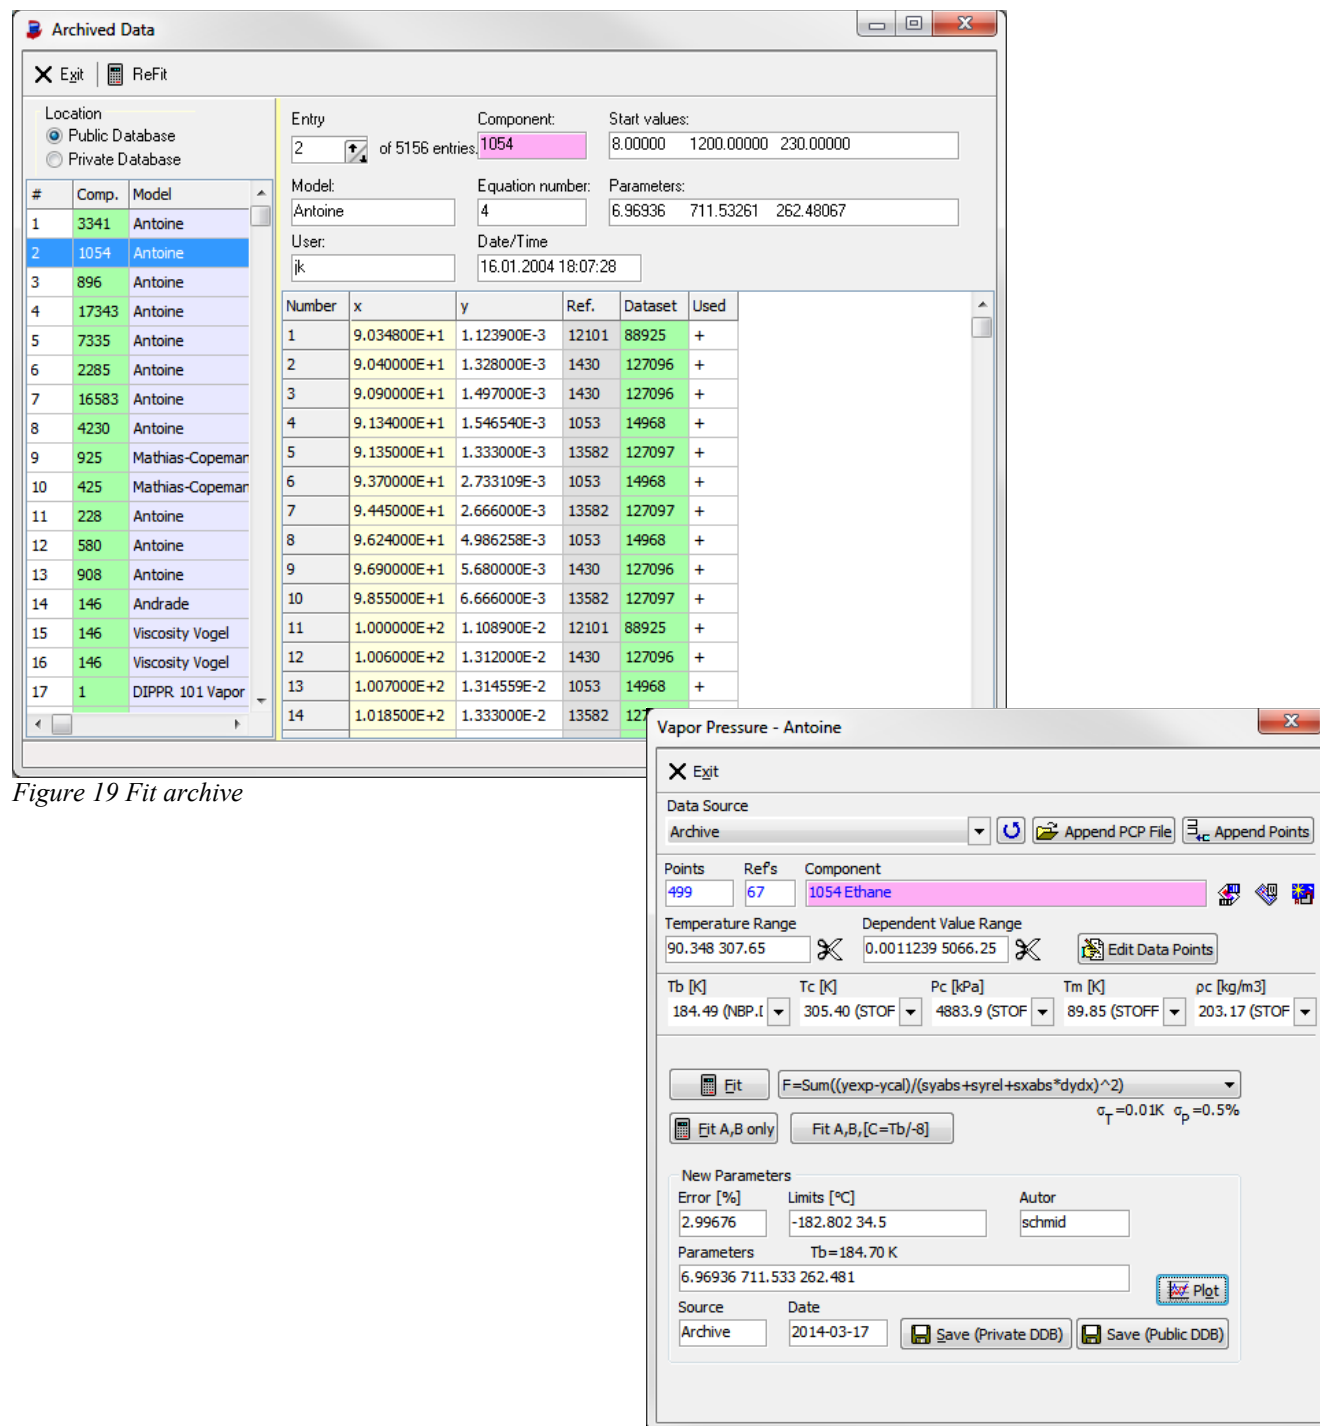 Archived Data
Exit ReFit
Location
Public Database
Private Database
# Comp. Model
1 3341 Antoine
2 1054 Antoine
3 896 Antoine
4 17343 Antoine
5 7335 Antoine
6 2285 Antoine
7 16583 Antoine
8 4230 Antoine
9 925 Mathias-Copeman
10 425 Mathias-Copeman
11 228 Antoine
12 580 Antoine
13 908 Antoine
14 146 Andrade
15 146 Viscosity Vogel
16 146 Viscosity Vogel
17 1 DIPPR 101 Vapor
Entry Component: Start values:
2 of 5156 entries. 1054 8.00000 1200.00000 230.00000
Model: Equation number: Parameters:
Antoine 4 6.96936 711.53261 262.48067
User: Date/Time
jk 16.01.2004 18:07:28
Number x y Ref. Dataset Used
1 9.034800E+1 1.123900E-3 12101 88925 +
2 9.040000E+1 1.328000E-3 1430 127096 +
3 9.090000E+1 1.497000E-3 1430 127096 +
4 9.134000E+1 1.546540E-3 1053 14968 +
5 9.135000E+1 1.333000E-3 13582 127097 +
6 9.370000E+1 2.733109E-3 1053 14968 +
7 9.445000E+1 2.666000E-3 13582 127097 +
8 9.624000E+1 4.986258E-3 1053 14968 +
9 9.690000E+1 5.680000E-3 1430 127096 +
10 9.855000E+1 6.666000E-3 13582 127097 +
11 1.000000E+2 1.108900E-2 12101 88925 +
12 1.006000E+2 1.312000E-2 1430 127096 +
13 1.007000E+2 1.314559E-2 1053 14968 +
14 1.018500E+2 1.333000E-2 13582 127
Figure 19 Fit archive
Vapor Pressure - Antoine
Exit
Data Source
Archive Append PCP File Append Points
Points Refs Component
499 67 1054 Ethane
Temperature Range Dependent Value Range
90.348 307.65 0.0011239 5066.25 Edit Data Points
Tb [K] Tc [K] Pc [kPa] Tm [K] ρc [kg/m3]
184.49 (NBP.I 305.40 (STOF 4883.9 (STOF 89.85 (STOFF 203.17 (STOF
Fit F=Sum((yexp-ycal)/(syabs+syrel+sxabs*dydx)^2)
σT=0.01K σP=0.5%
Fit A,B only Fit A,B,[C=Tb/-8]
New Parameters
Error [%] Limits [°C] Autor
2.99676 -182.802 34.5 schmid
Parameters Tb=184.70 K
6.96936 711.533 262.481
Plot
Source Date
Archive 2014-03-17 Save (Private DDB) Save (Public DDB)